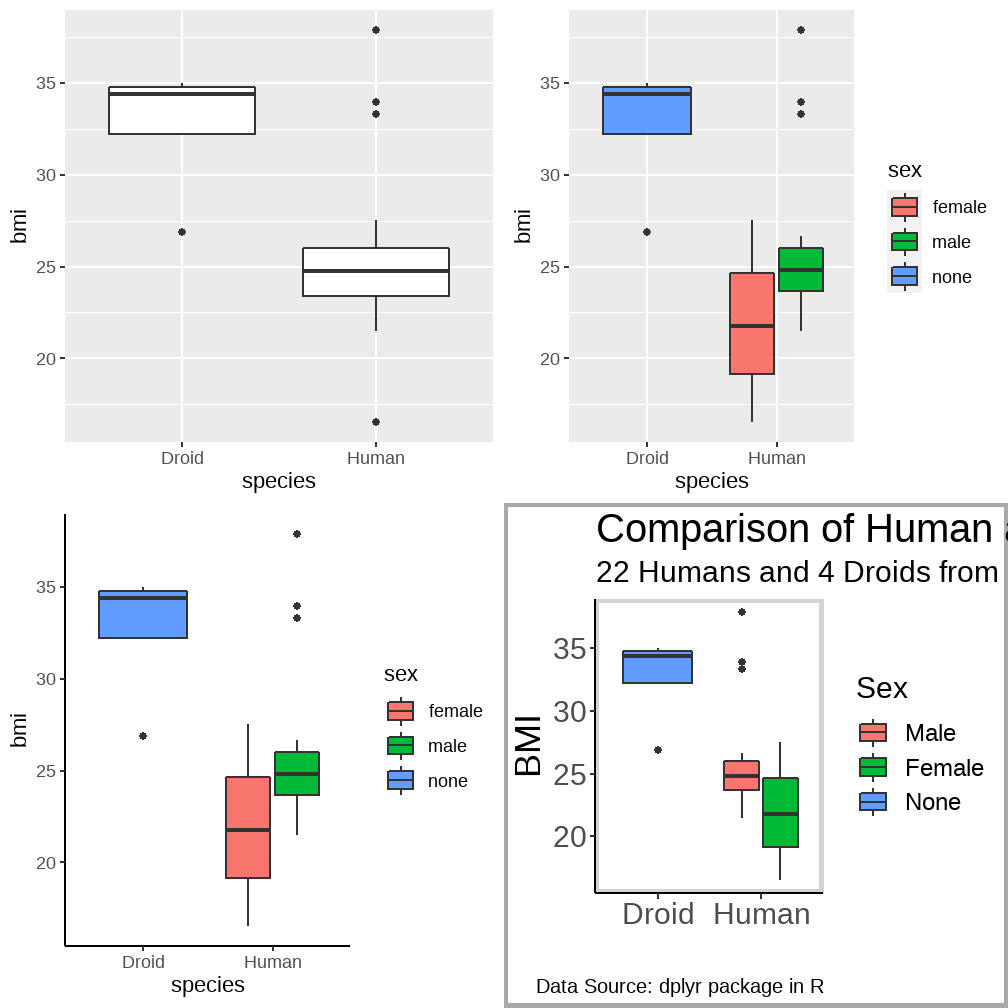 35
30
25
20
bmi
Droid Human
species
35
30
25
20
bmi
Droid Human
species
sex
female
male
none
35
30
25
20
bmi
Droid Human
species
sex
female
male
none
Comparison of Human
22 Humans and 4 Droids from
35
30
25
20
BMI
Droid Human
Sex
Male
Female
None
Data Source: dplyr package in R